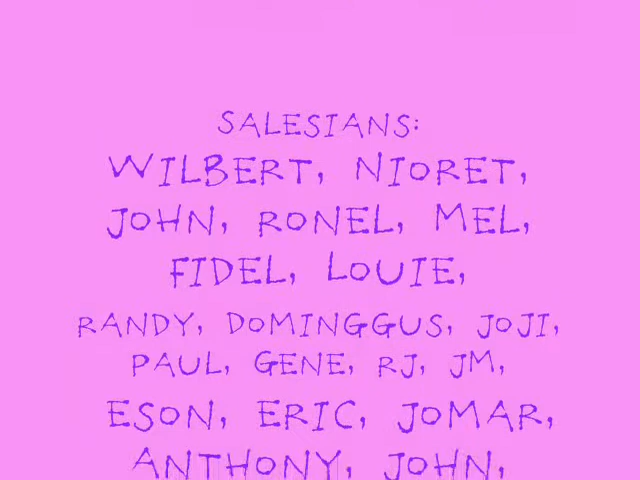 SALESIANS:
WILBERT, NIORET,
JOHN, RONEL, MEL,
FIDEL, LOUIE,
RANDY, DOMINGGUS, JOJI,
PAUL, GENE, RJ, JM,
ESON, ERIC, JOMAR,
ANTHONY, JOHN,